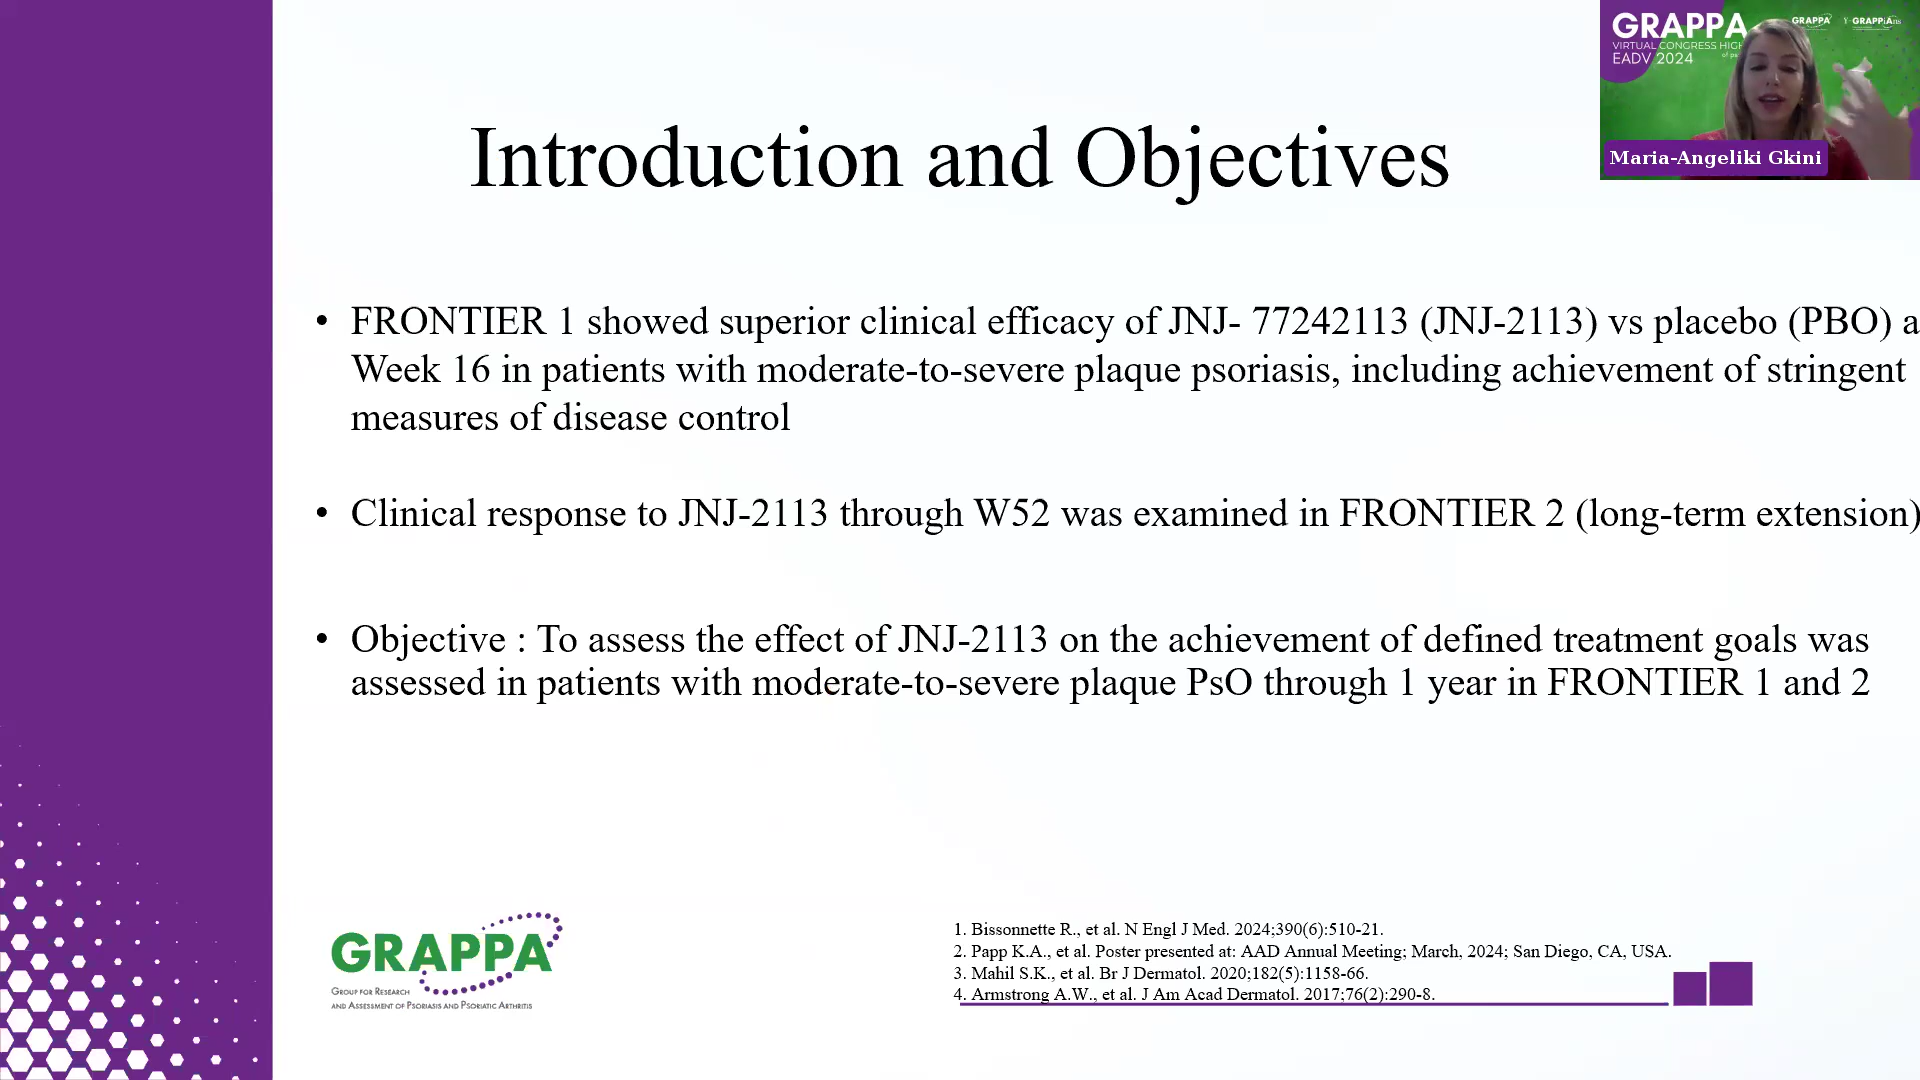 GRAPPA
VIRTUAL CONGRESS HIGH
EADV 2024
GRAPPA
Y-GRAPPIAns
Maria-Angeliki Gkini
Introduction and Objectives
• FRONTIER 1 showed superior clinical efficacy of JNJ- 77242113 (JNJ-2113) vs placebo (PBO) a
Week 16 in patients with moderate-to-severe plaque psoriasis, including achievement of stringent
measures of disease control
• Clinical response to JNJ-2113 through W52 was examined in FRONTIER 2 (long-term extension)
• Objective : To assess the effect of JNJ-2113 on the achievement of defined treatment goals was
assessed in patients with moderate-to-severe plaque PsO through 1 year in FRONTIER 1 and 2
GRAPPA
GROUP FOR RESEARCH
AND ASSESSMENT OF PSORIASIS AND PSORIATIC ARTHRITIS
1. Bissonnette R., et al. N Engl J Med. 2024;390(6):510-21.
2. Papp K.A., et al. Poster presented at: AAD Annual Meeting; March, 2024; San Diego, CA, USA.
3. Mahil S.K., et al. Br J Dermatol. 2020;182(5):1158-66.
4. Armstrong A.W., et al. J Am Acad Dermatol. 2017;76(2):290-8.